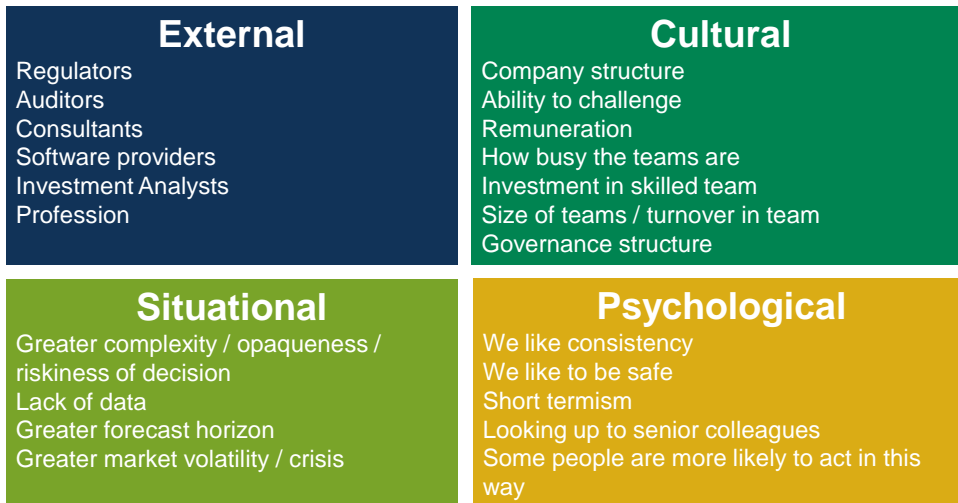 External
Regulators
Auditors
Consultants
Software providers
Investment Analysts
Profession
Cultural
Company structure
Ability to challenge
Remuneration
How busy the teams are
Investment in skilled team
Size of teams / turnover in team
Governance structure
Situational
Greater complexity / opaqueness /
riskiness of decision
Lack of data
Greater forecast horizon
Greater market volatility / crisis
Psychological
We like consistency
We like to be safe
Short termism
Looking up to senior colleagues
Some people are more likely to act in this
way